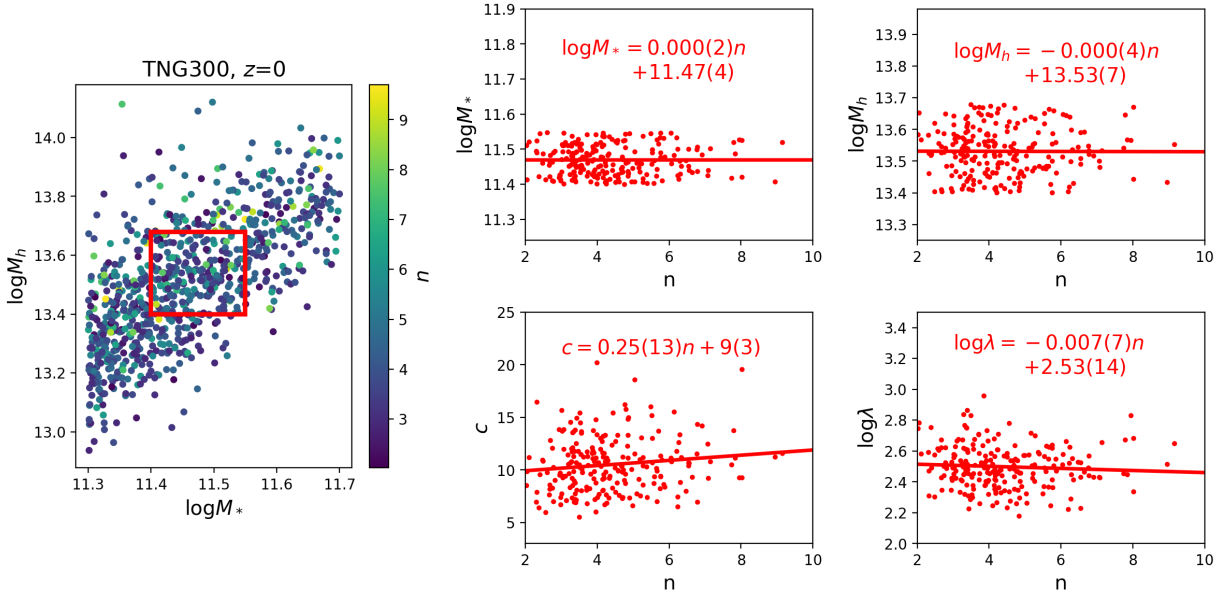 TNG300, z=0
14.0
13.8
13.6
13.4
13.2
13.0
logM_h
11.3 11.4 11.5 11.6 11.7
logM_*
9
8
7
6
5
4
3
n
11.9
11.8
11.7
11.6
11.5
11.4
11.3
logM_*
logM_* = 0.000(2)n
+11.47(4)
2 4 6 8 10
n
13.9
13.8
13.7
13.6
13.5
13.4
13.3
logM_h
logM_h = −0.000(4)n
+13.53(7)
2 4 6 8 10
n
25
20
15
10
5
c
c = 0.25(13)n + 9(3)
2 4 6 8 10
n
3.4
3.2
3.0
2.8
2.6
2.4
2.2
2.0
logλ
logλ = −0.007(7)n
+2.53(14)
2 4 6 8 10
n